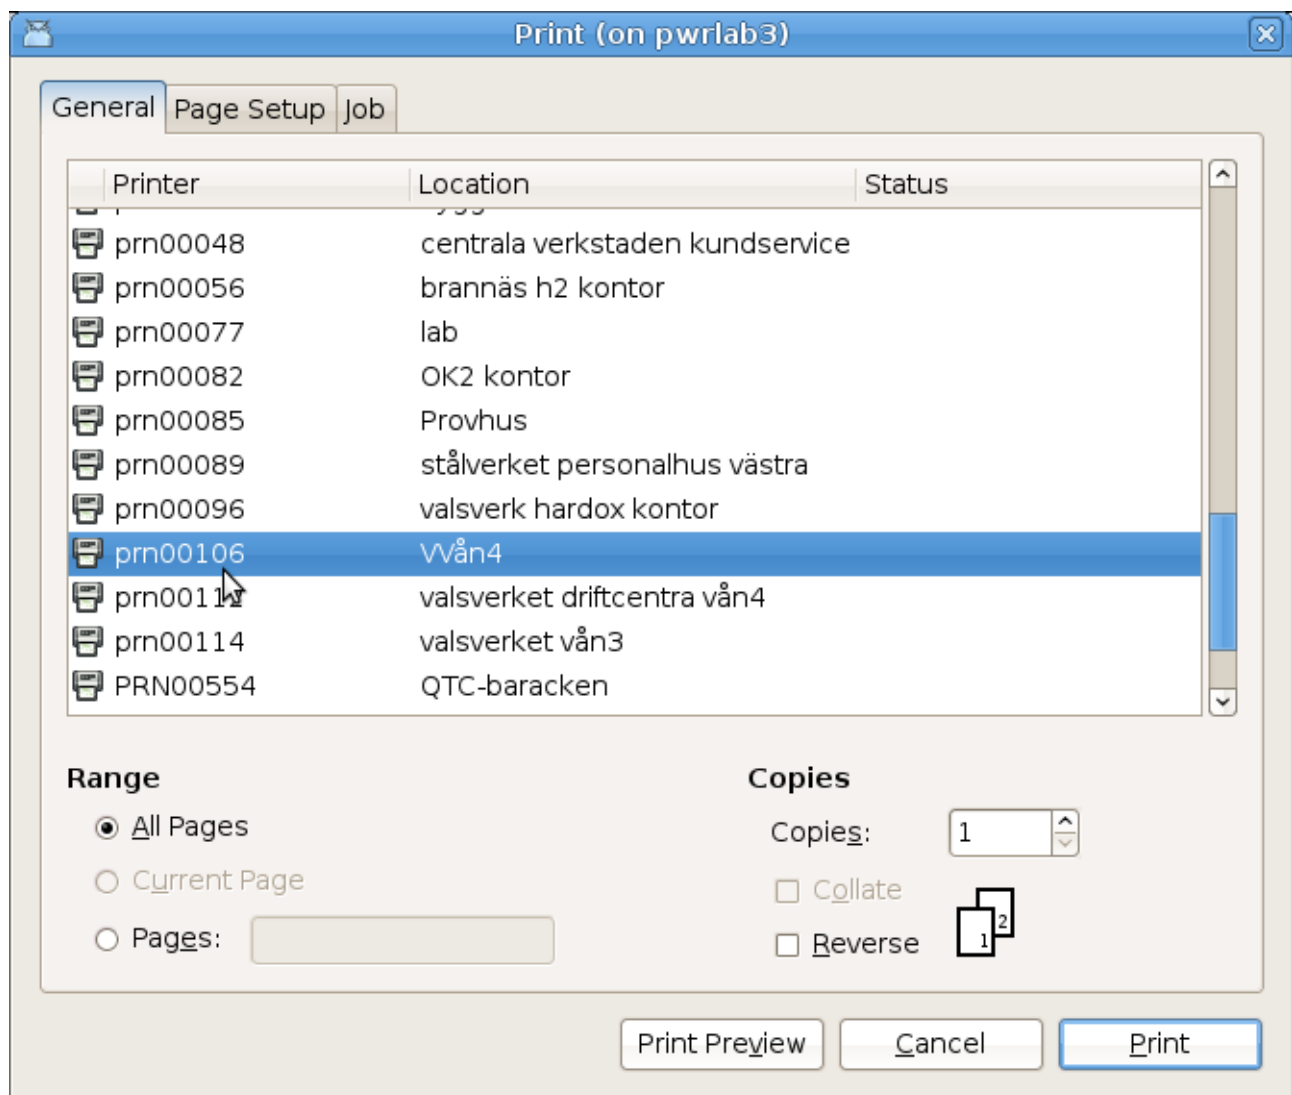 Print (on pwrlab3)
General Page Setup Job
Printer Location Status
prn00048 centrala verkstaden kundservice
prn00056 brannäs h2 kontor
prn00077 lab
prn00082 OK2 kontor
prn00085 Provhus
prn00089 stålverket personalhus västra
prn00096 valsverk hardox kontor
prn00106 VVån4
valsverket driftcentra vån4
prn00114 valsverket vån3
PRN00554 QTC-baracken
Range Copies
All Pages Copies: 1
Current Page Collate
Pages: Reverse 1 2
Print Preview Cancel Print